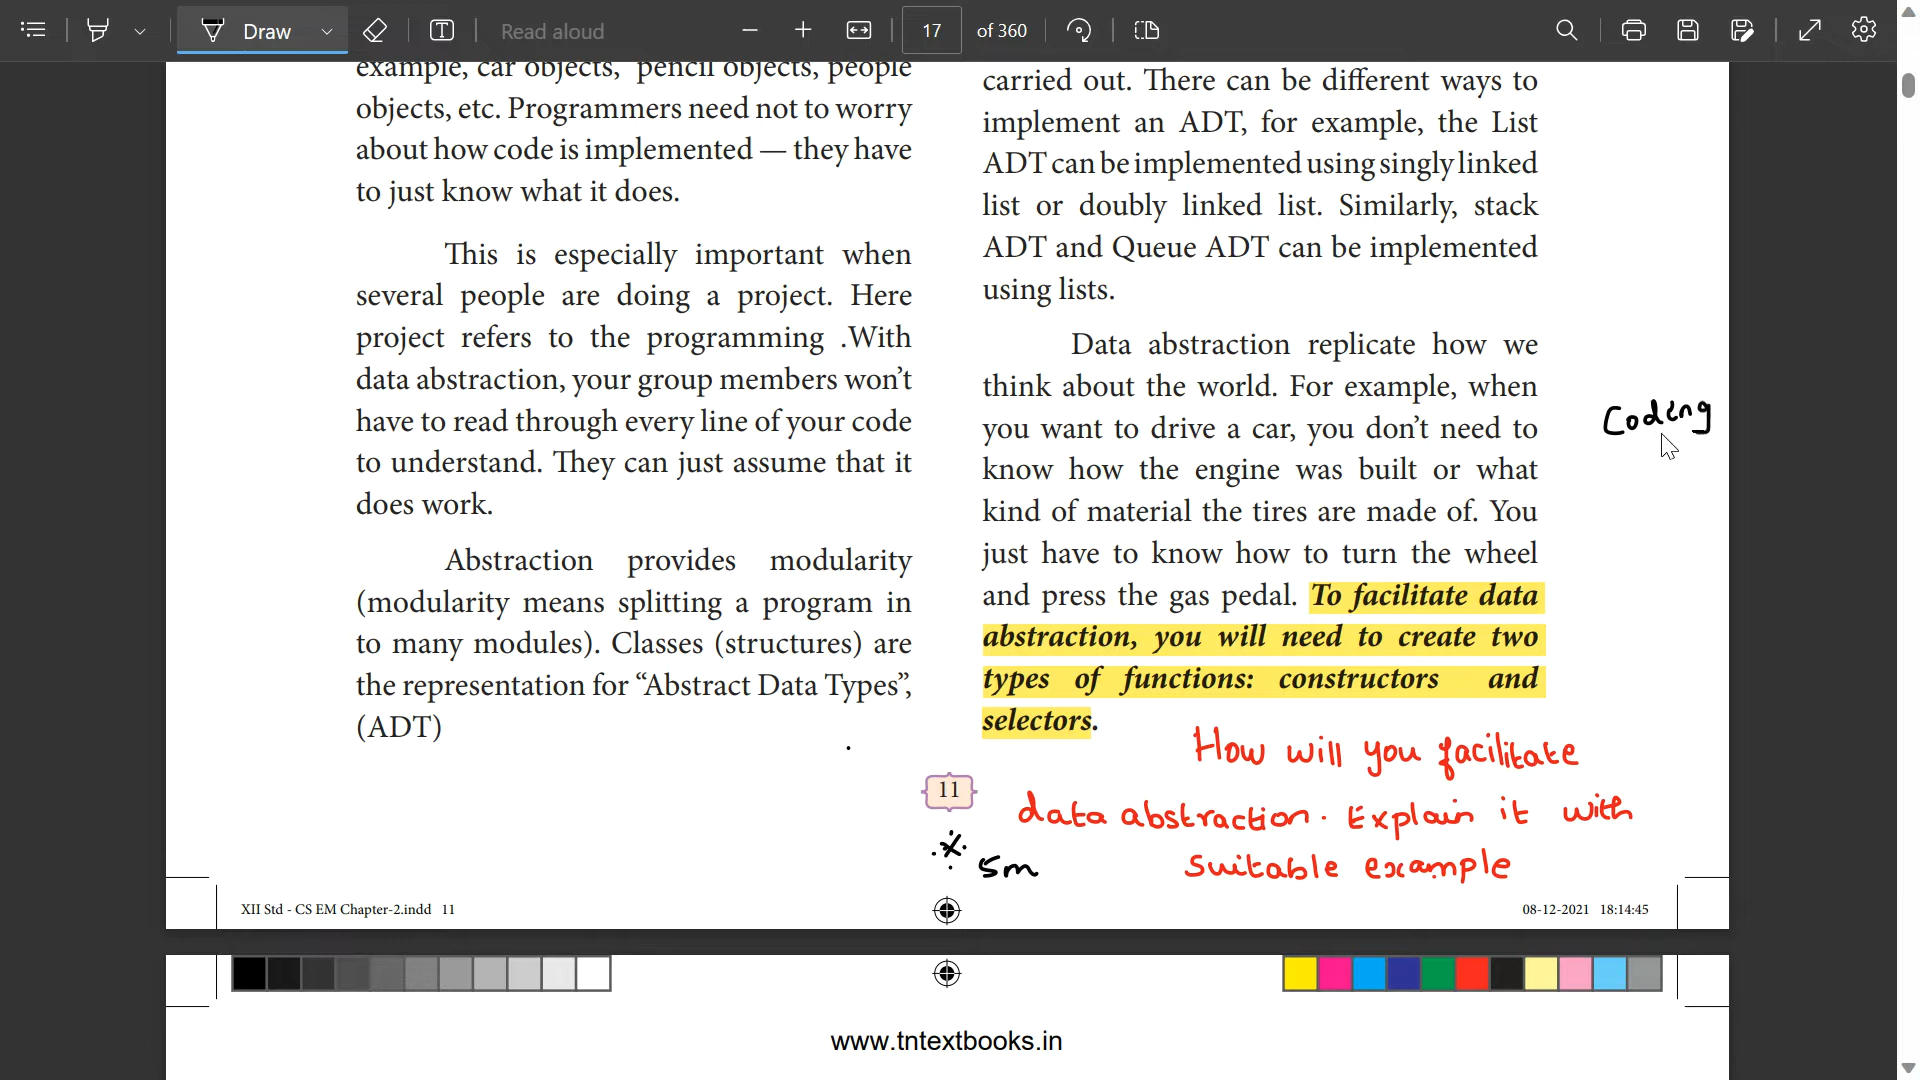 Draw
Read aloud
17
of 360
example, car objects, pencil objects, people
objects, etc. Programmers need not to worry
about how code is implemented — they have
to just know what it does.
This is especially important when
several people are doing a project. Here
project refers to the programming .With
data abstraction, your group members won't
have to read through every line of your code
to understand. They can just assume that it
does work.
Abstraction provides modularity
(modularity means splitting a program in
to many modules). Classes (structures) are
the representation for “Abstract Data Types”,
(ADT)
carried out. There can be different ways to
implement an ADT, for example, the List
ADT can be implemented using singly linked
list or doubly linked list. Similarly, stack
ADT and Queue ADT can be implemented
using lists.
Data abstraction replicate how we
think about the world. For example, when
you want to drive a car, you don't need to
know how the engine was built or what
kind of material the tires are made of. You
just have to know how to turn the wheel
and press the gas pedal. To facilitate data
abstraction, you will need to create two
types of functions: constructors and
selectors.
Coding
How will you facilitate
data abstraction. Explain it with
suitable example
11
5m
XII Std - CS EM Chapter-2.indd 11
08-12-2021 18:14:45
www.tntextbooks.in